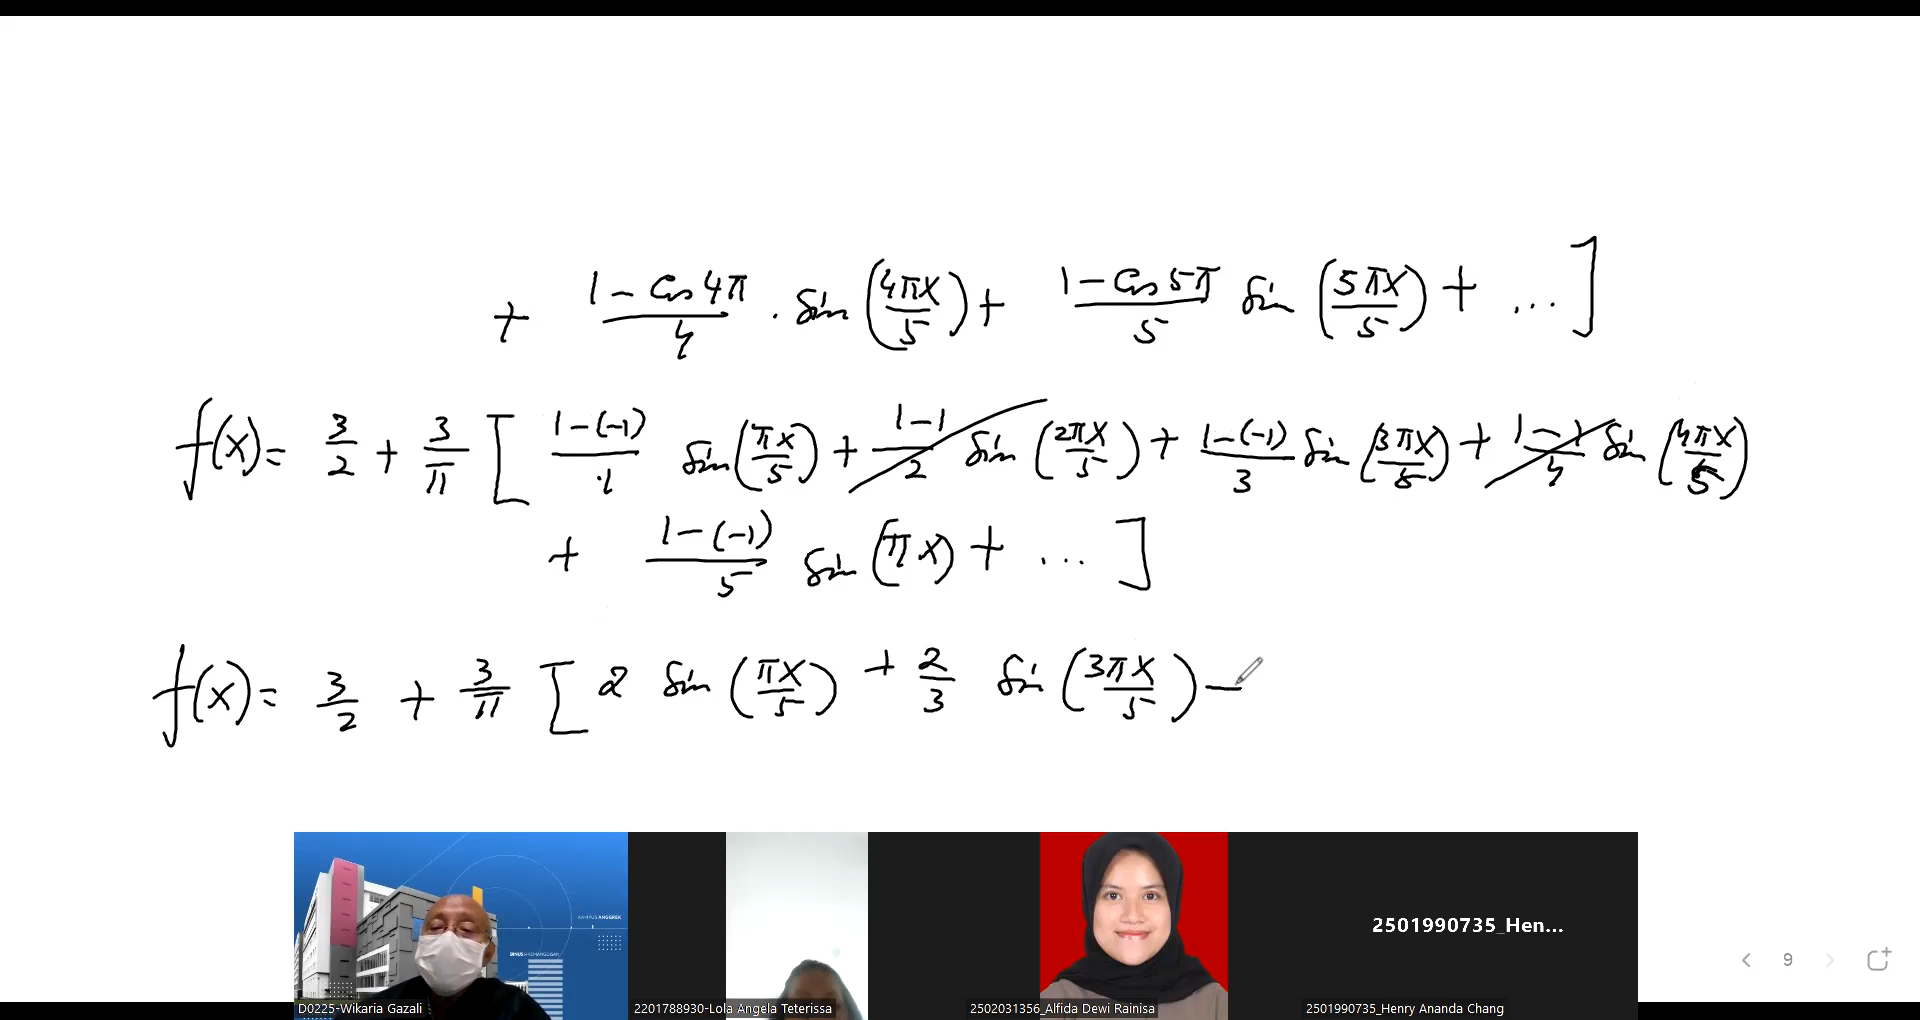 + (1 - cos 4π)/4 . sin(4πx/5) + (1 - cos 5π)/5 sin(5πx/5) + ... ]
f(x) = 3/2 + 3/π [ (1-(-1))/1 sin(πx/5) + (1-1)/2 sin(2πx/5) + (1-(-1))/3 sin(3πx/5) + (1-1)/4 sin(4πx/5)
+ (1-(-1))/5 sin(πx) + ... ]
f(x) = 3/2 + 3/π [ 2 sin(πx/5) + 2/3 sin(3πx/5) -
KAMPUS ANGGREK
D0225-Wikaria Gazali
2201788930-Lola Angela Teterissa
2502031356_Alfida Dewi Rainisa
2501990735_Hen...
2501990735_Henry Ananda Chang
9